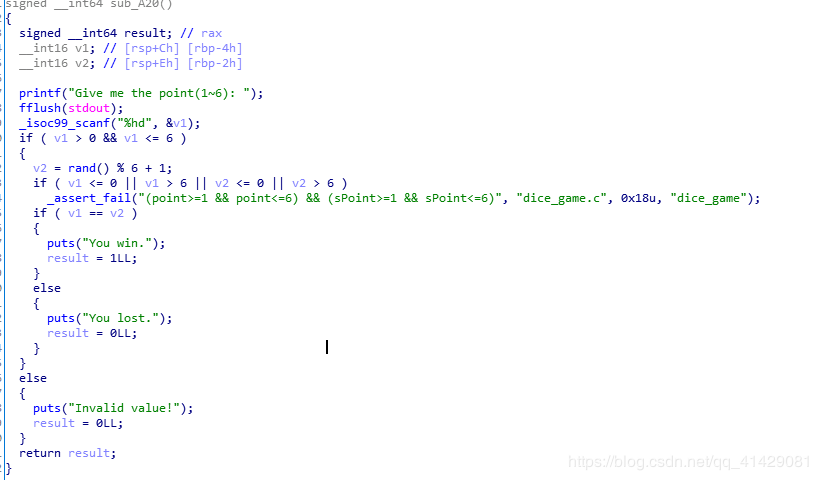 signed __int64 sub_A20()
{
signed __int64 result; // rax
__int16 v1; // [rsp+Ch] [rbp-4h]
__int16 v2; // [rsp+Eh] [rbp-2h]
printf("Give me the point(1~6): ");
fflush(stdout);
_isoc99_scanf("%hd", &v1);
if ( v1 > 0 && v1 <= 6 )
{
v2 = rand() % 6 + 1;
if ( v1 <= 0 || v1 > 6 || v2 <= 0 || v2 > 6 )
_assert_fail("(point>=1 && point<=6) && (sPoint>=1 && sPoint<=6)", "dice_game.c", 0x18u, "dice_game");
if ( v1 == v2 )
{
puts("You win.");
result = 1LL;
}
else
{
puts("You lost.");
result = 0LL;
}
}
else
{
puts("Invalid value!");
result = 0LL;
}
return result;
}
https://blog.csdn.net/qq_41429081